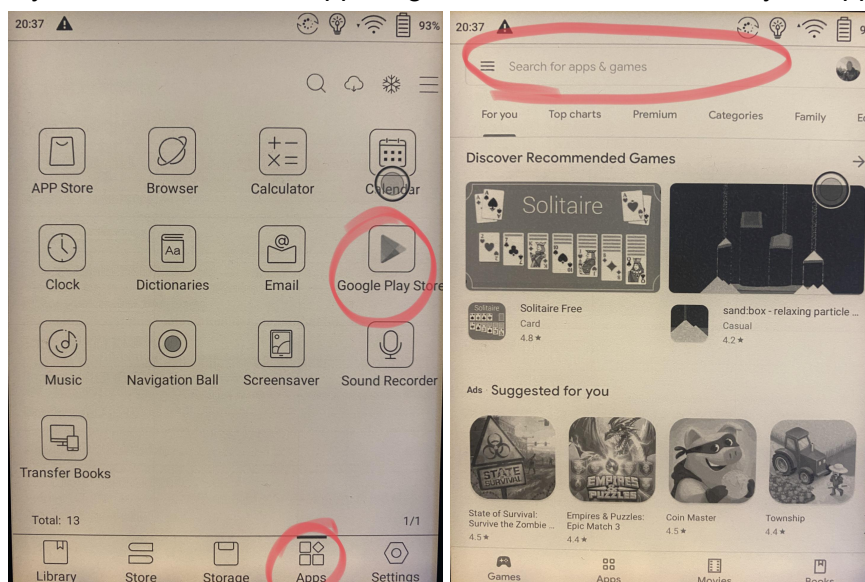 20:37
93%
APP Store
Browser
Calculator
Calendar
Clock
Aa
Dictionaries
@
Email
Google Play Store
Music
Navigation Ball
Screensaver
Sound Recorder
Transfer Books
Total: 13
1/1
Library
Store
Storage
Apps
Settings
20:37
Search for apps & games
For you
Top charts
Premium
Categories
Family
Discover Recommended Games
Solitaire
Solitaire
Solitaire Free
Card
4.8★
sand:box - relaxing particle ...
Casual
4.2★
Ads · Suggested for you
STATE
SURVIVAL
EMPIRES
&
PUZZLES
State of Survival:
Survive the Zombie ...
4.5★
Empires & Puzzles:
Epic Match 3
4.4★
Coin Master
4.5★
Township
4.4★
Games
Apps
Movies
Books